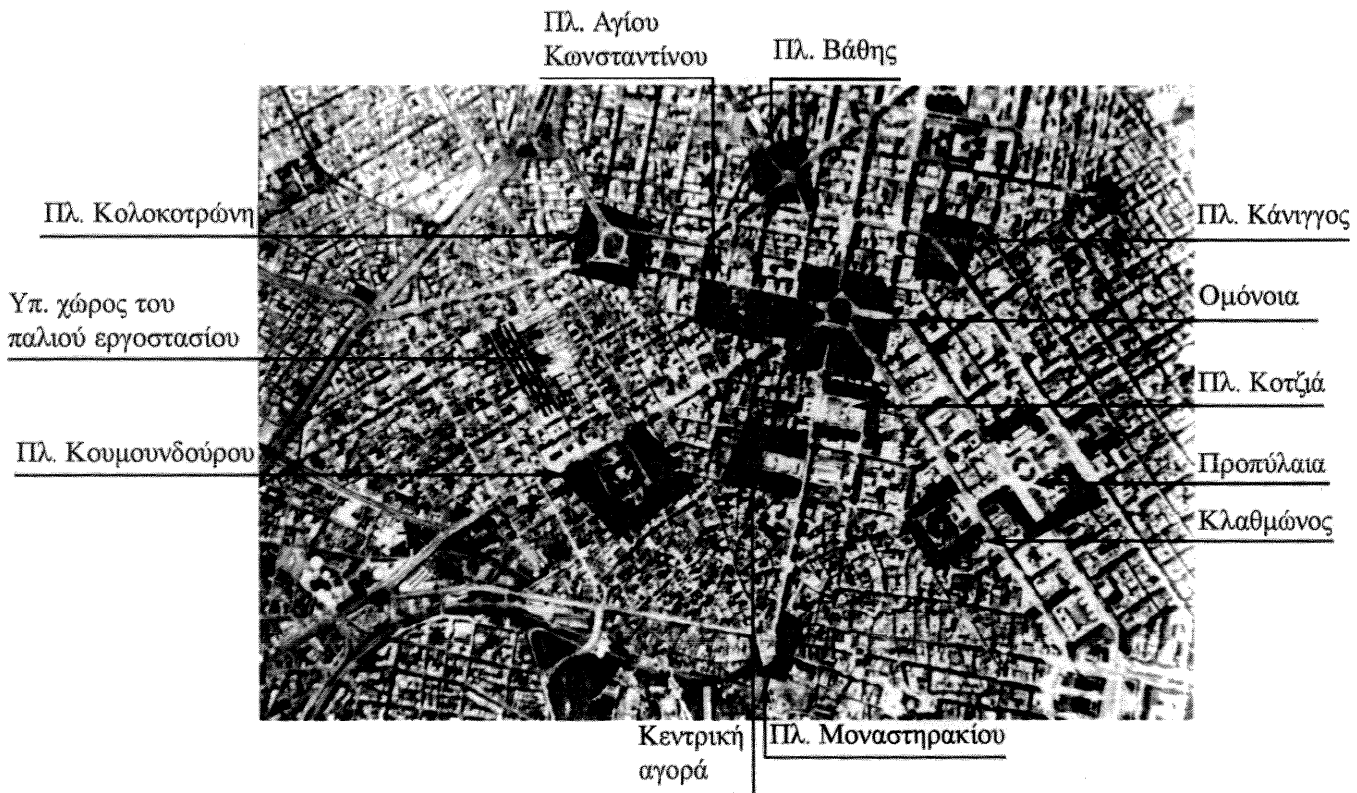 Πλ. Αγίου
Κωνσταντίνου
Πλ. Βάθης
Πλ. Κολοκοτρώνη
Πλ. Κάνιγγος
Υπ. χώρος του
παλιού εργοστασίου
Ομόνοια
Πλ. Κοτζιά
Πλ. Κουμουνδούρου
Προπύλαια
Κλαθμώνος
Κεντρική
αγορά
Πλ. Μοναστηρακίου